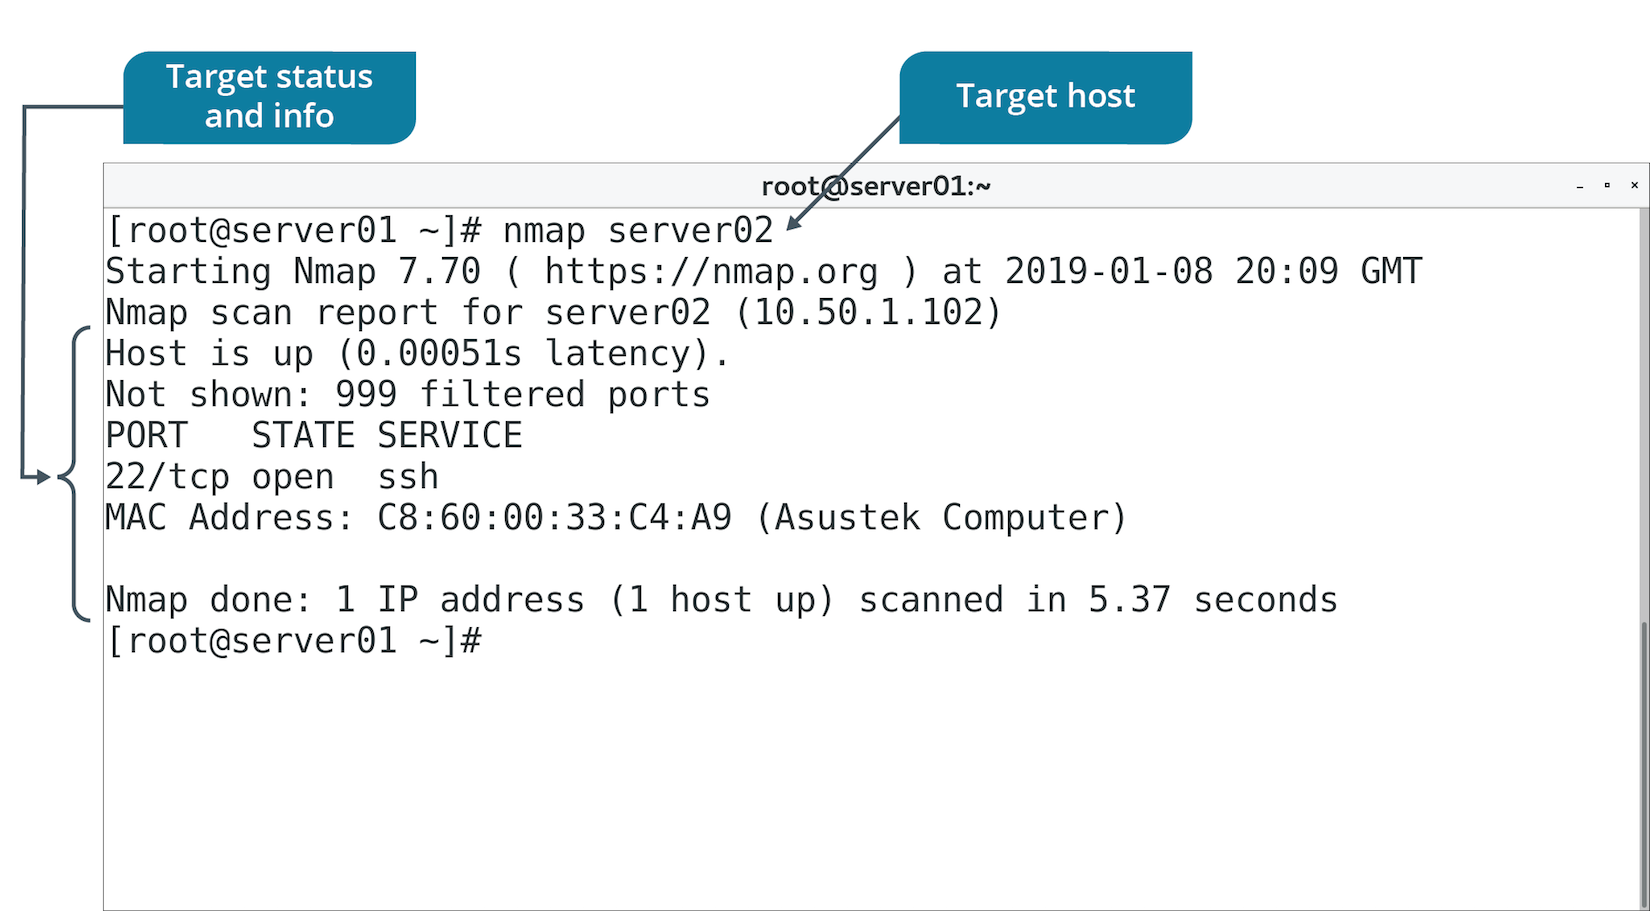 Target status
and info
Target host
root@server01:~
[root@server01 ~]# nmap server02
Starting Nmap 7.70 ( https://nmap.org ) at 2019-01-08 20:09 GMT
Nmap scan report for server02 (10.50.1.102)
Host is up (0.00051s latency).
Not shown: 999 filtered ports
PORT   STATE SERVICE
22/tcp open  ssh
MAC Address: C8:60:00:33:C4:A9 (Asustek Computer)
Nmap done: 1 IP address (1 host up) scanned in 5.37 seconds
[root@server01 ~]#